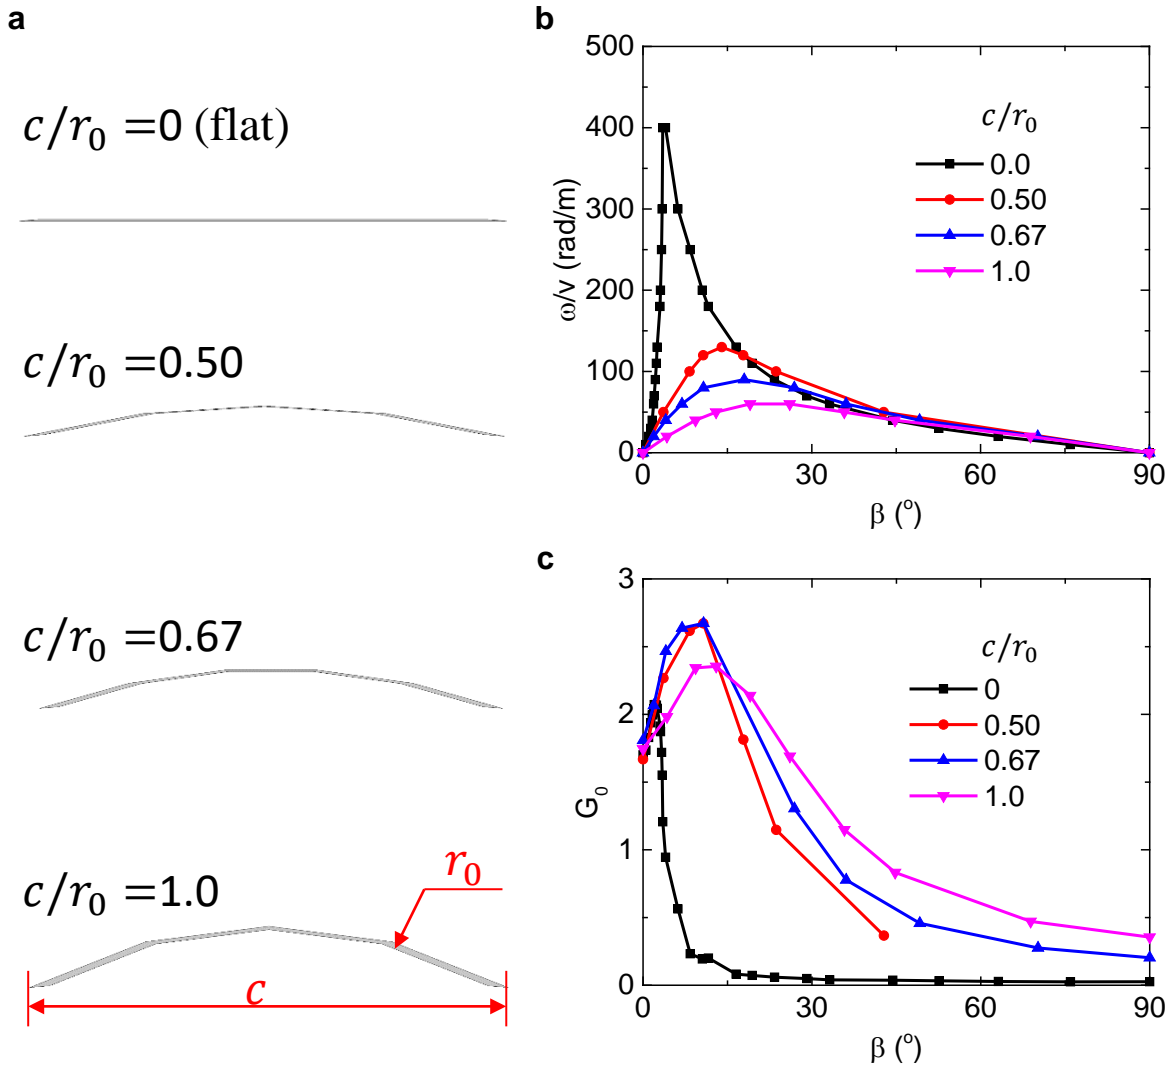 a
c/r₀ =0 (flat)
c/r₀ =0.50
c/r₀ =0.67
c/r₀ =1.0
r₀
c
b
500
400
300
200
100
0
ω/v (rad/m)
c/r₀
0.0
0.50
0.67
1.0
0 30 60 90
β (°)
c
3
2
1
0
G₀
c/r₀
0
0.50
0.67
1.0
0 30 60 90
β (°)